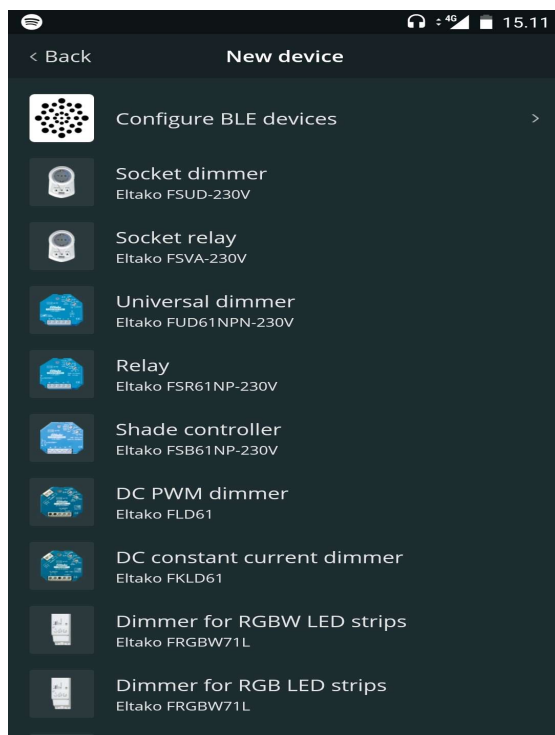 4G 15.11
< Back New device
Configure BLE devices >
Socket dimmer
Eltako FSUD-230V
Socket relay
Eltako FSVA-230V
Universal dimmer
Eltako FUD61NPN-230V
Relay
Eltako FSR61NP-230V
Shade controller
Eltako FSB61NP-230V
DC PWM dimmer
Eltako FLD61
DC constant current dimmer
Eltako FKLD61
Dimmer for RGBW LED strips
Eltako FRGBW71L
Dimmer for RGB LED strips
Eltako FRGBW71L